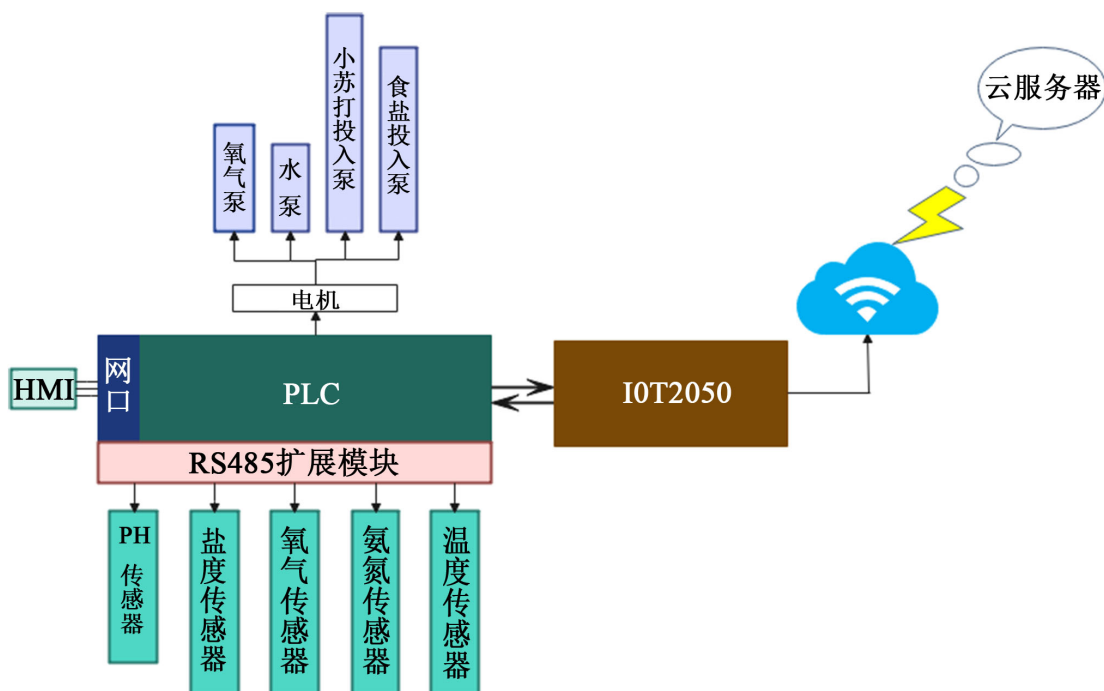 云服务器
氧气泵
水泵
小苏打投入泵
食盐投入泵
电机
HMI
网口
PLC
I0T2050
RS485扩展模块
PH传感器
盐度传感器
氧气传感器
氨氮传感器
温度传感器